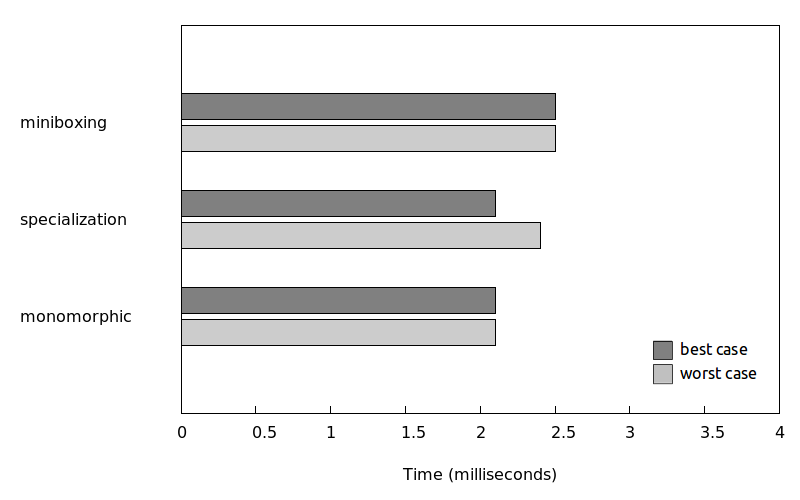 miniboxing
specialization
monomorphic
best case
worst case
0 0.5 1 1.5 2 2.5 3 3.5 4
Time (milliseconds)